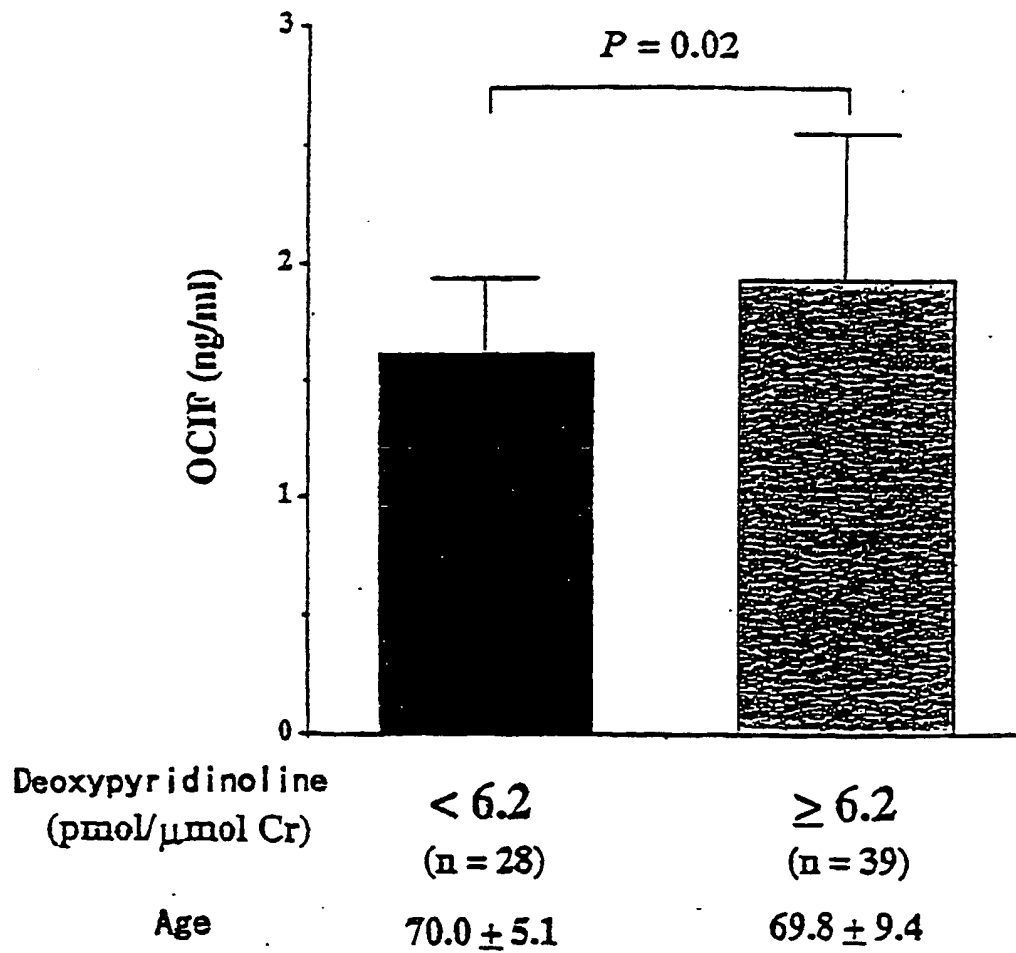 3
P = 0.02
2
OCIF (ng/ml)
1
0
Deoxypyridinoline
(pmol/μmol Cr)
< 6.2
≥ 6.2
(n = 28)
(n = 39)
Age
70.0 ± 5.1
69.8 ± 9.4